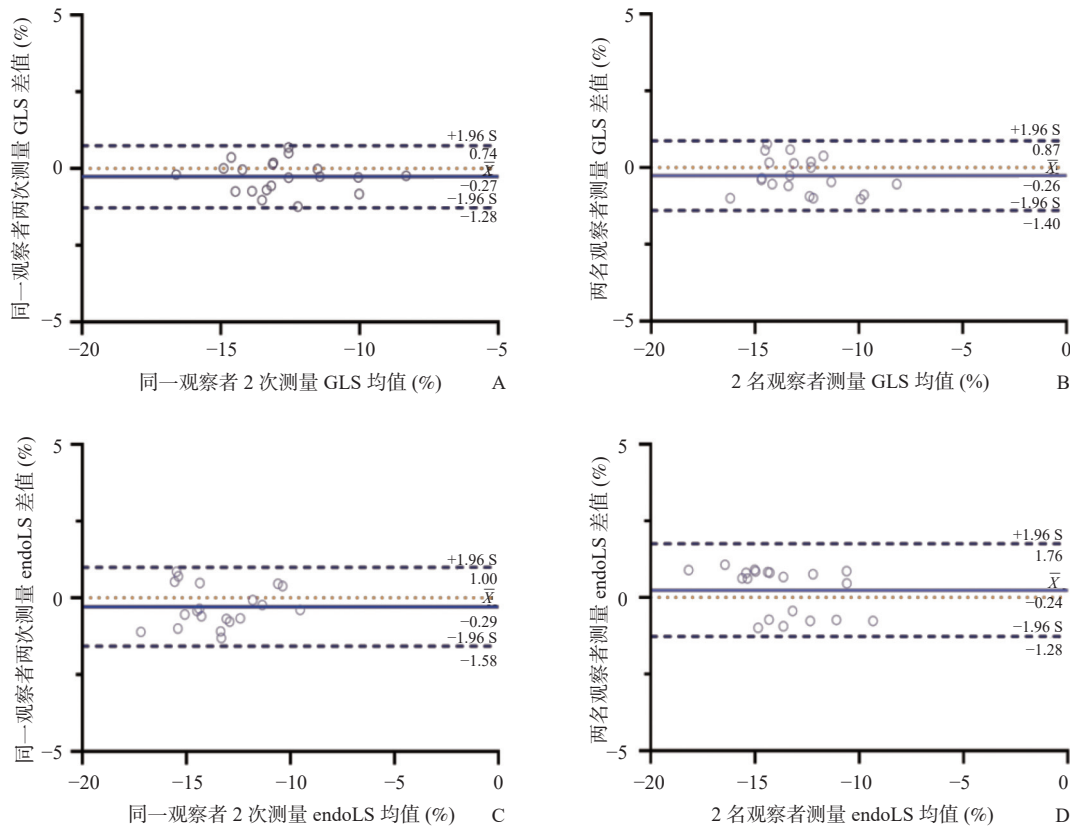 5
0
−5
同一观察者两次测量 GLS 差值 (%)
+1.96 S
0.74
X̅
−0.27
−1.96 S
−1.28
−20
−15
−10
−5
同一观察者 2 次测量 GLS 均值 (%)
A
5
0
−5
两名观察者测量 GLS 差值 (%)
+1.96 S
0.87
X̅
−0.26
−1.96 S
−1.40
−20
−15
−10
−5
0
2 名观察者测量 GLS 均值 (%)
B
5
0
−5
同一观察者两次测量 endoLS 差值 (%)
+1.96 S
1.00
X̅
−0.29
−1.96 S
−1.58
−20
−15
−10
−5
0
同一观察者 2 次测量 endoLS 均值 (%)
C
5
0
−5
两名观察者测量 endoLS 差值 (%)
+1.96 S
1.76
X̅
−0.24
−1.96 S
−1.28
−20
−15
−10
−5
0
2 名观察者测量 endoLS 均值 (%)
D